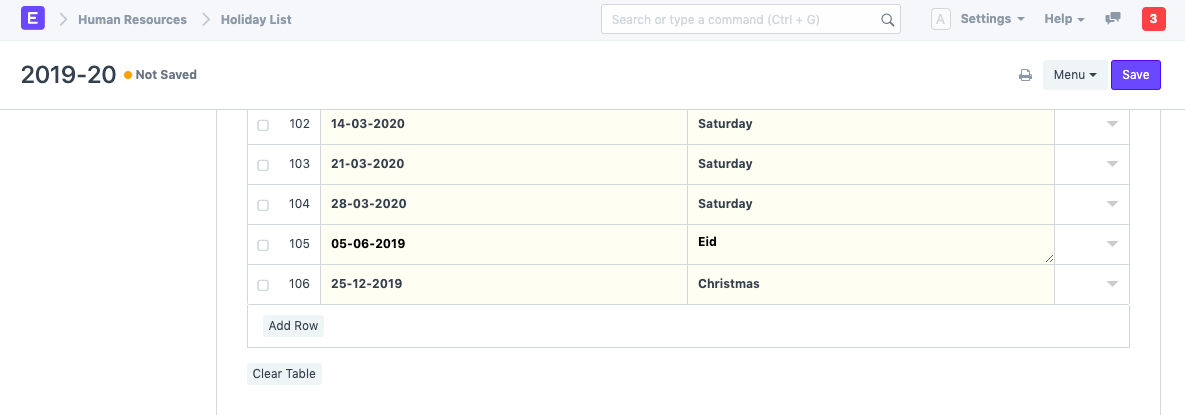 E Human Resources Holiday List Search or type a command (Ctrl + G) A Settings Help 3
2019-20 Not Saved Menu Save
102 14-03-2020 Saturday
103 21-03-2020 Saturday
104 28-03-2020 Saturday
105 05-06-2019 Eid
106 25-12-2019 Christmas
Add Row
Clear Table